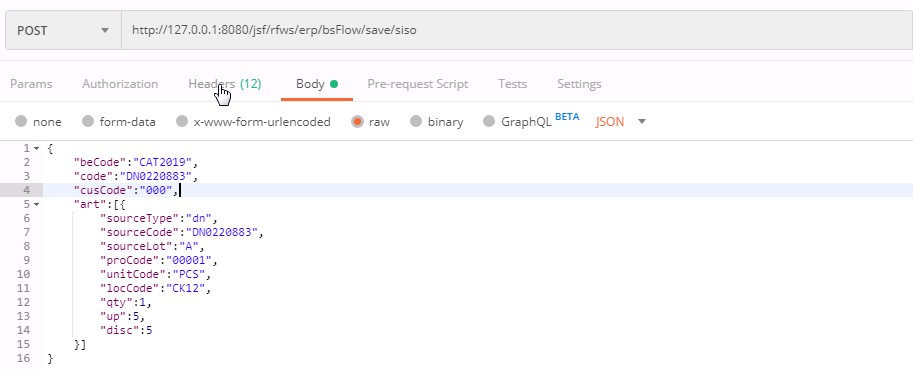 POST http://127.0.0.1:8080/jsf/rfws/erp/bsFlow/save/siso
Params Authorization Headers (12) Body Pre-request Script Tests Settings
none form-data x-www-form-urlencoded raw binary GraphQL BETA JSON
1 {
2 "beCode":"CAT2019",
3 "code":"DN0220883",
4 "cusCode":"000",
5 "art":[{
6 "sourceType":"dn",
7 "sourceCode":"DN0220883",
8 "sourceLot":"A",
9 "proCode":"00001",
10 "unitCode":"PCS",
11 "locCode":"CK12",
12 "qty":1,
13 "up":5,
14 "disc":5
15 }]
16 }